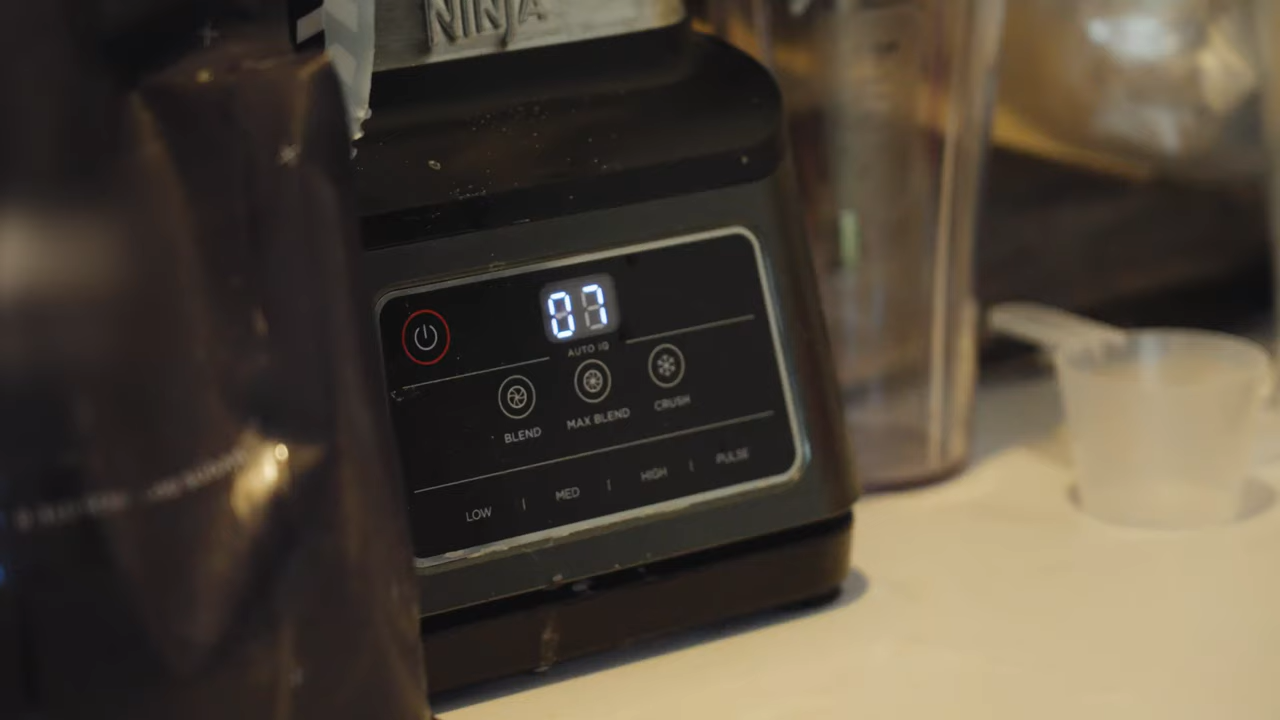 NINJA
07
AUTO IQ
BLEND
MAX BLEND
CRUSH
LOW | MED | HIGH | PULSE